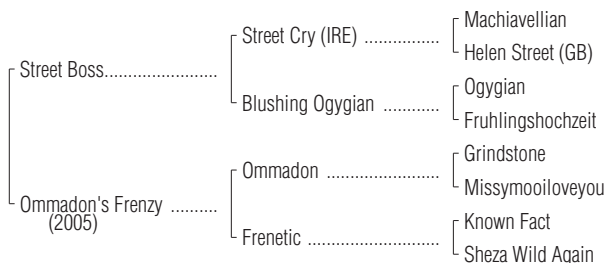 Machiavellian
Street Cry (IRE) ................
Helen Street (GB)
Street Boss........................
Ogygian
Blushing Ogygian ............
Fruhlingshochzeit
Grindstone
Ommadon ........................
Missymooiloveyou
Ommadon's Frenzy ..........
(2005)
Known Fact
Frenetic ............................
Sheza Wild Again